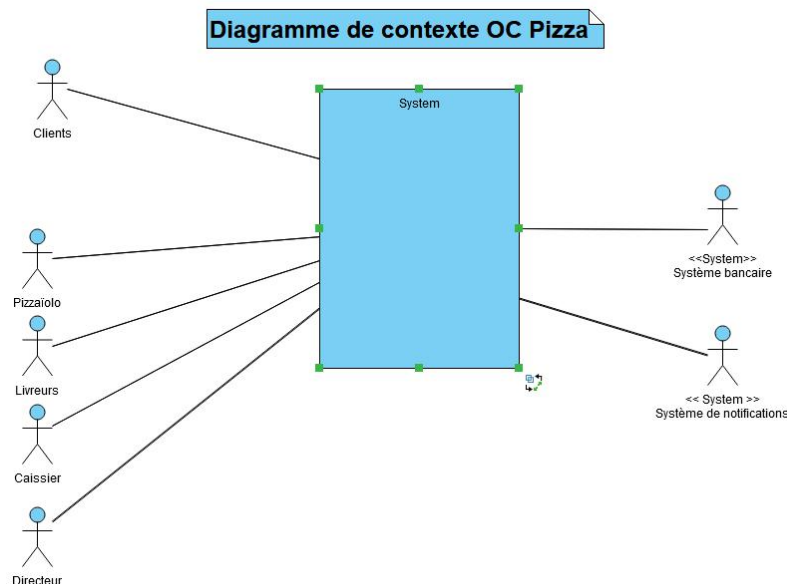 Diagramme de contexte OC Pizza
System
Clients
Pizzaïolo
Livreurs
Caissier
Directeur
<<System>>
Système bancaire
<< System >>
Système de notifications